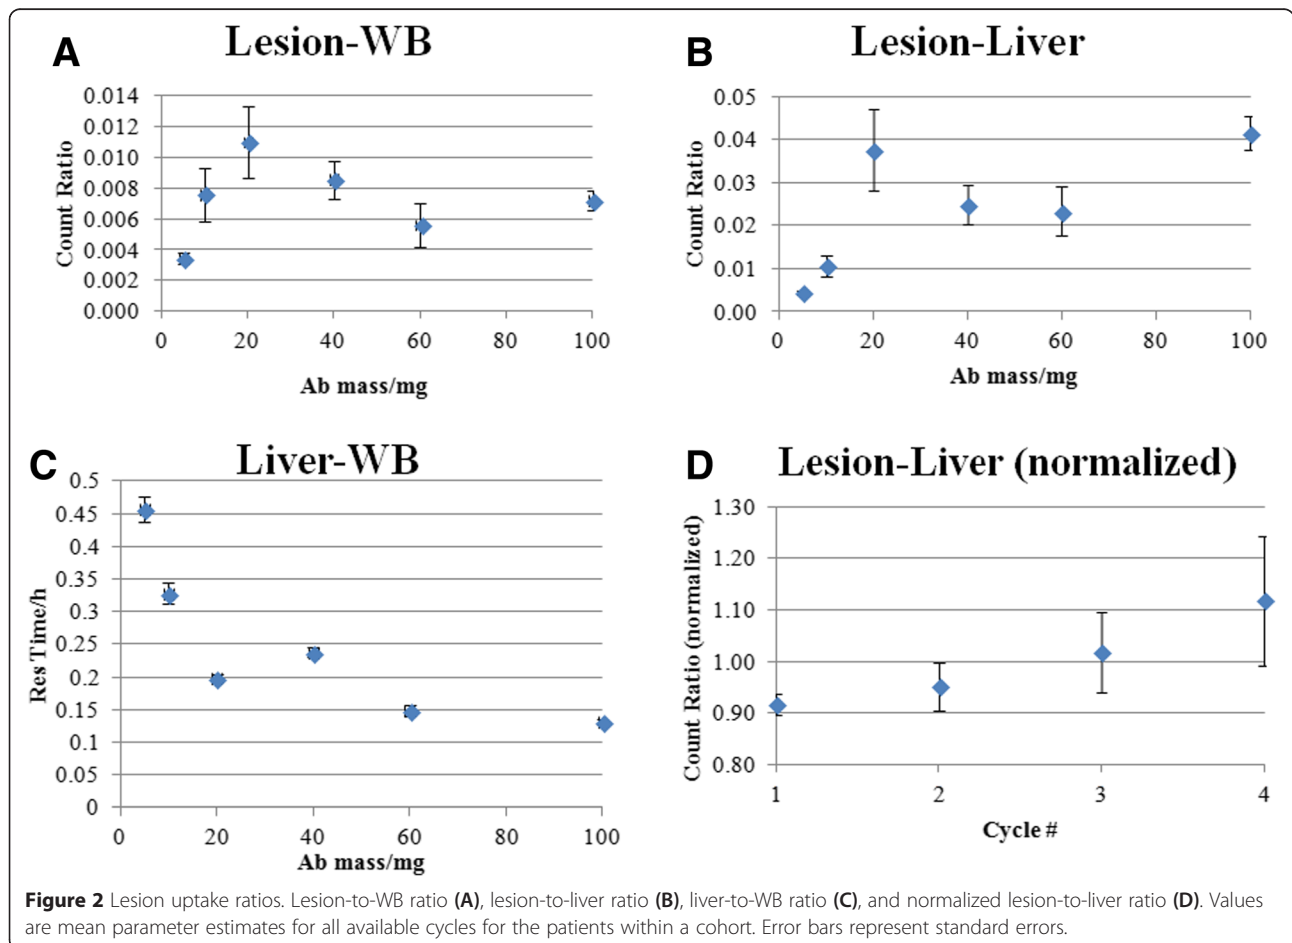 A
Lesion-WB
Count Ratio
0.014
0.012
0.010
0.008
0.006
0.004
0.002
0.000
0 20 40 60 80 100
Ab mass/mg
B
Lesion-Liver
Count Ratio
0.05
0.04
0.03
0.02
0.01
0.00
0 20 40 60 80 100
Ab mass/mg
C
Liver-WB
Res Time/h
0.5
0.45
0.4
0.35
0.3
0.25
0.2
0.15
0.1
0.05
0
0 20 40 60 80 100
Ab mass/mg
D
Lesion-Liver (normalized)
Count Ratio (normalized)
1.30
1.20
1.10
1.00
0.90
0.80
1 2 3 4
Cycle #
Figure 2 Lesion uptake ratios. Lesion-to-WB ratio (A), lesion-to-liver ratio (B), liver-to-WB ratio (C), and normalized lesion-to-liver ratio (D). Values
are mean parameter estimates for all available cycles for the patients within a cohort. Error bars represent standard errors.